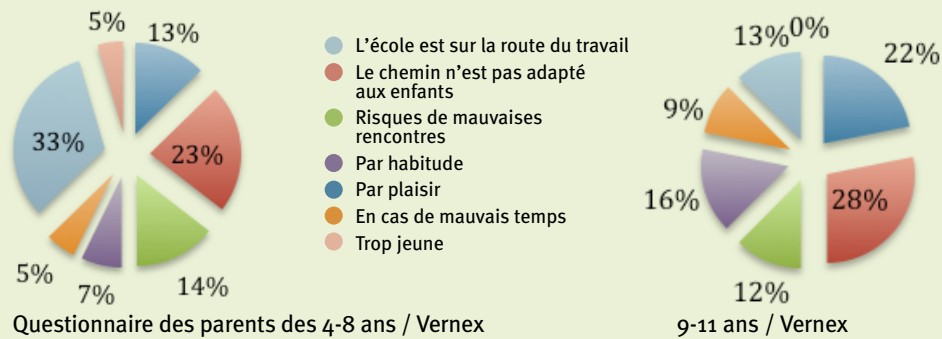 5%
13%
33%
23%
5%
7%
14%
L'école est sur la route du travail
Le chemin n'est pas adapté
aux enfants
Risques de mauvaises
rencontres
Par habitude
Par plaisir
En cas de mauvais temps
Trop jeune
13%
0%
22%
9%
16%
28%
12%
Questionnaire des parents des 4-8 ans / Vernex
9-11 ans / Vernex